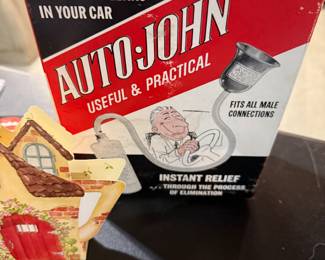 IN YOUR CAR
AUTO-JOHN
USEFUL & PRACTICAL
FITS ALL MALE
CONNECTIONS
INSTANT RELIEF
THROUGH THE PROCESS
OF ELIMINATION